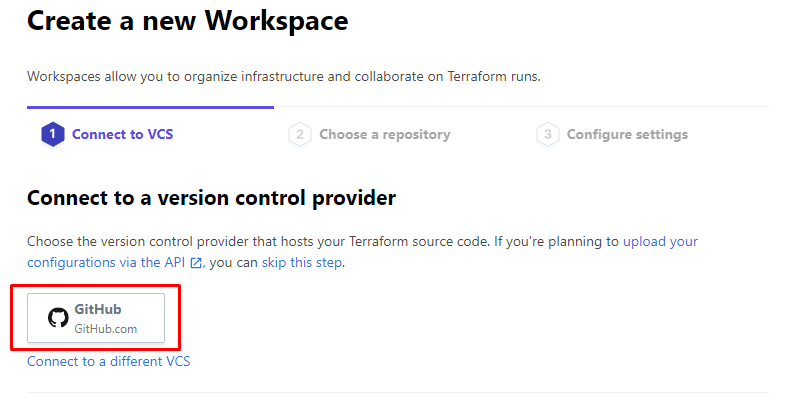 Create a new Workspace
Workspaces allow you to organize infrastructure and collaborate on Terraform runs.
1 Connect to VCS
2 Choose a repository
3 Configure settings
Connect to a version control provider
Choose the version control provider that hosts your Terraform source code. If you're planning to upload your
configurations via the API, you can skip this step.
GitHub
GitHub.com
Connect to a different VCS